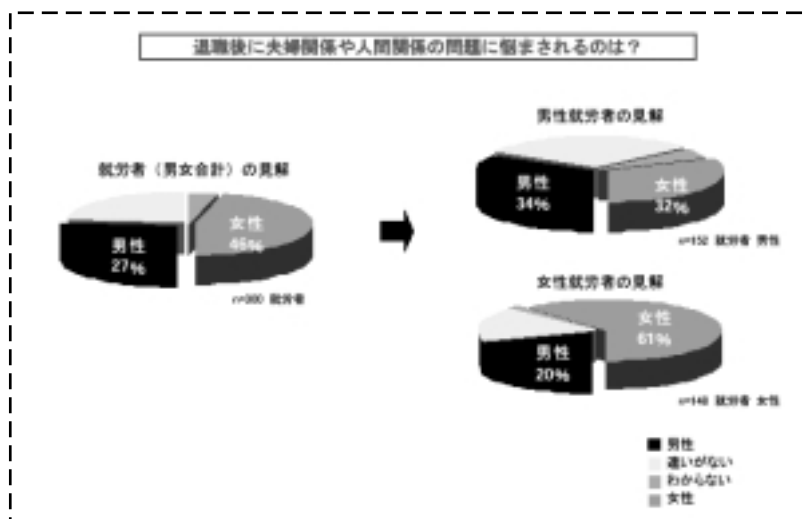 退職後に夫婦関係や人間関係の問題に悩まされるのは？
男性就労者の見解
就労者（男女合計）の見解
男性
34%
女性
32%
n=152 就労者 男性
女性
46%
男性
27%
n=300 就労者
女性就労者の見解
女性
61%
男性
20%
n=148 就労者 女性
男性
違いがない
わからない
女性